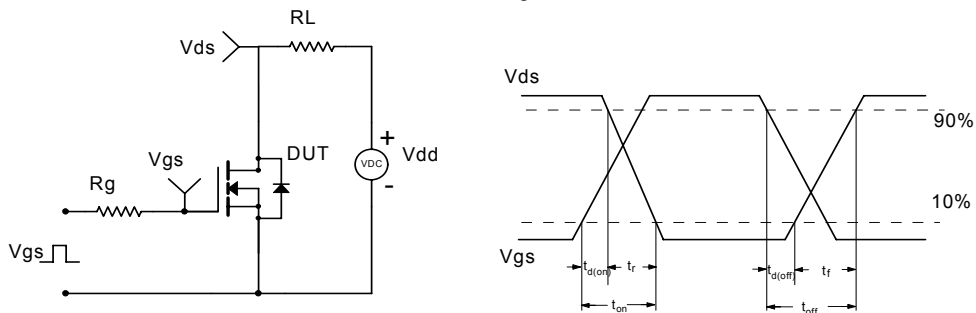 RL
Vds
Vgs
DUT
Rg
+
VDC
Vdd
-
Vgs
Vds
90%
10%
Vgs
td(on)
tr
td(off)
tf
ton
toff